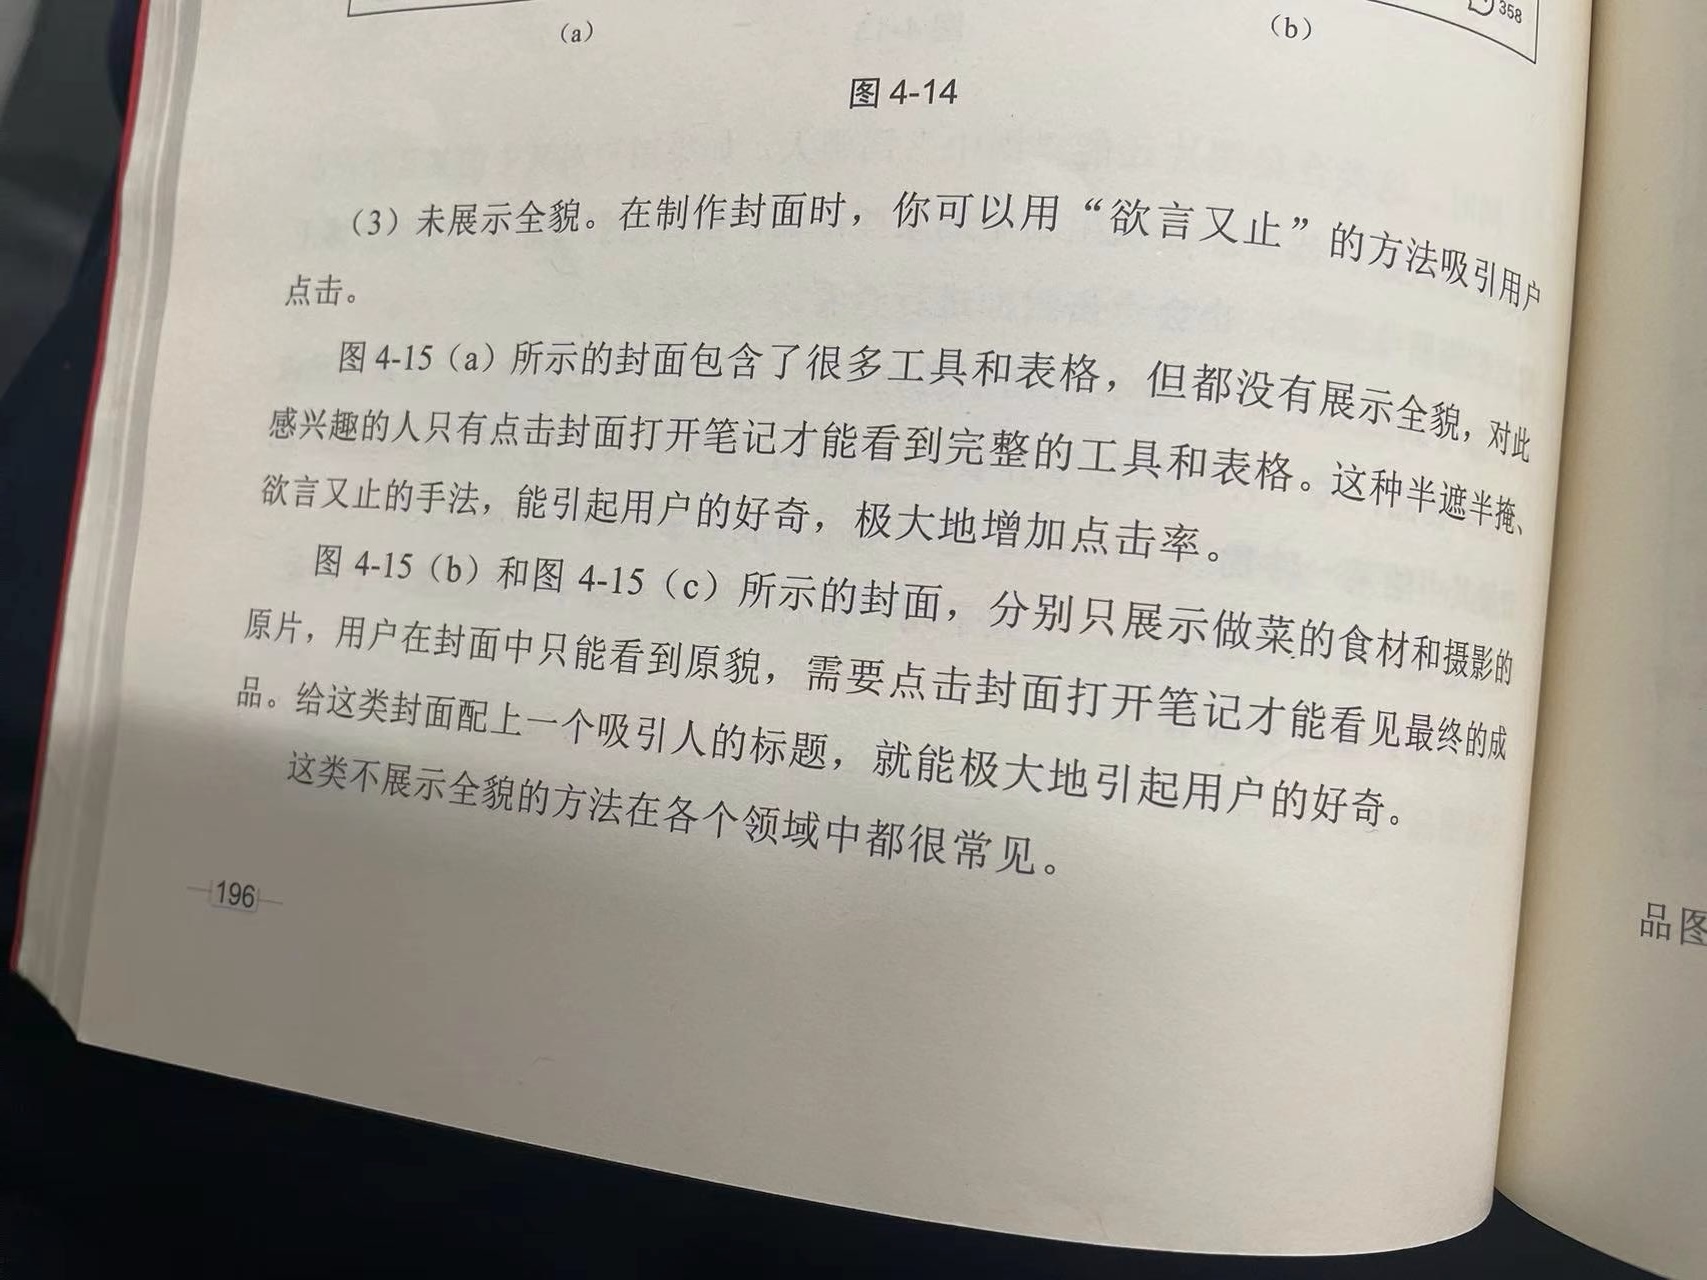 358
(a)
(b)
图 4-14
（3）未展示全貌。在制作封面时，你可以用“欲言又止”的方法吸引用户
点击。
图 4-15（a）所示的封面包含了很多工具和表格，但都没有展示全貌，对此
感兴趣的人只有点击封面打开笔记才能看到完整的工具和表格。这种半遮半掩、
欲言又止的手法，能引起用户的好奇，极大地增加点击率。
图 4-15（b）和图 4-15（c）所示的封面，分别只展示做菜的食材和摄影的
原片，用户在封面中只能看到原貌，需要点击封面打开笔记才能看见最终的成
品。给这类封面配上一个吸引人的标题，就能极大地引起用户的好奇。
这类不展示全貌的方法在各个领域中都很常见。
196
品图